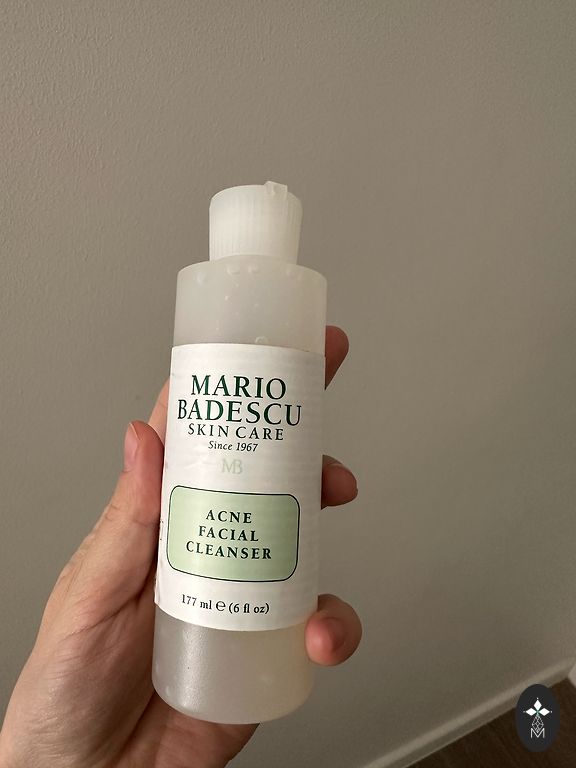 MARIO
BADESCU
SKIN CARE
Since 1967
MB
ACNE
FACIAL
CLEANSER
177 ml ℮ (6 fl oz)
M